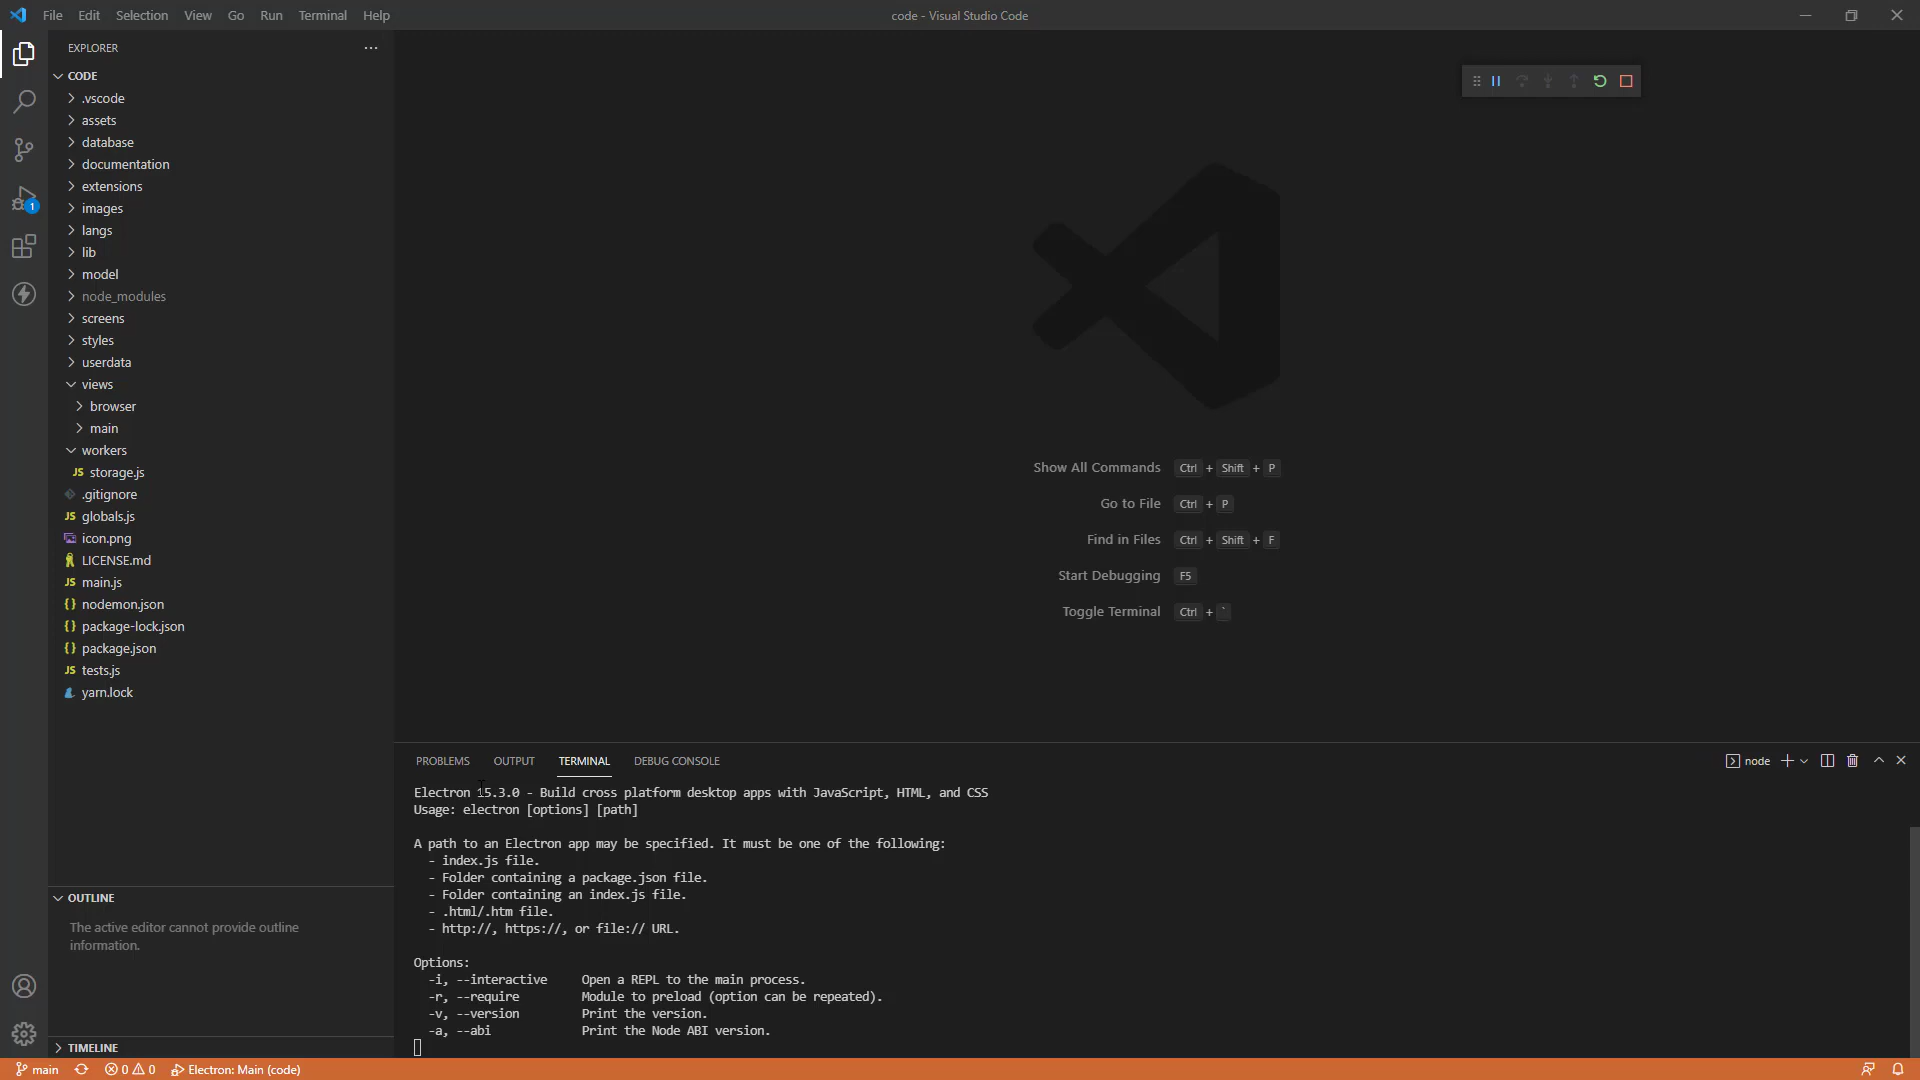 File Edit Selection View Go Run Terminal Help
code - Visual Studio Code
EXPLORER
CODE
.vscode
assets
database
documentation
extensions
1
images
langs
lib
model
node_modules
screens
styles
userdata
views
browser
main
workers
JS storage.js
.gitignore
JS globals.js
icon.png
LICENSE.md
JS main.js
{} nodemon.json
{} package-lock.json
{} package.json
JS tests.js
yarn.lock
OUTLINE
The active editor cannot provide outline
information.
TIMELINE
Show All Commands Ctrl + Shift + P
Go to File Ctrl + P
Find in Files Ctrl + Shift + F
Start Debugging F5
Toggle Terminal Ctrl + `
PROBLEMS OUTPUT TERMINAL DEBUG CONSOLE
node
Electron 15.3.0 - Build cross platform desktop apps with JavaScript, HTML, and CSS
Usage: electron [options] [path]
A path to an Electron app may be specified. It must be one of the following:
- index.js file.
- Folder containing a package.json file.
- Folder containing an index.js file.
- .html/.htm file.
- http://, https://, or file:// URL.
Options:
-i, --interactive Open a REPL to the main process.
-r, --require Module to preload (option can be repeated).
-v, --version Print the version.
-a, --abi Print the Node ABI version.
main 0 0 Electron: Main (code)